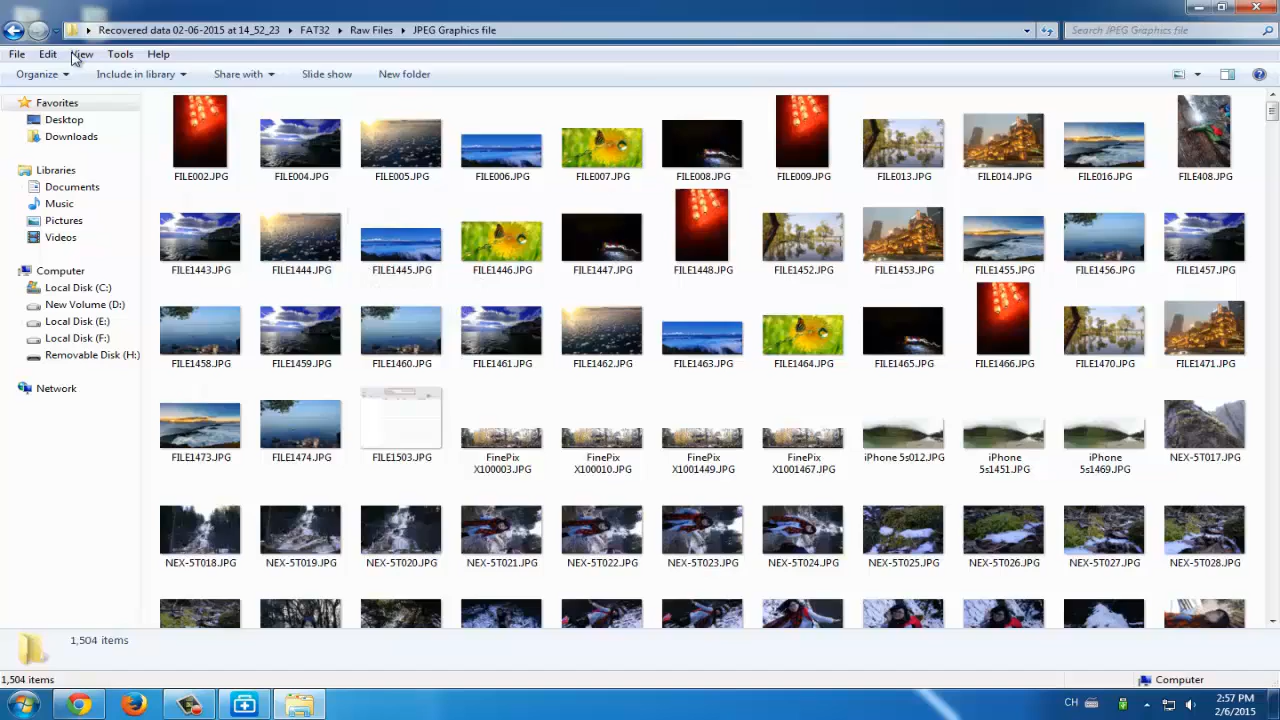 Recovered data 02-06-2015 at 14_52_23 FAT32 Raw Files JPEG Graphics file
Search JPEG Graphics file
File Edit View Tools Help
Organize Include in library Share with Slide show New folder
Favorites
Desktop
Downloads
Libraries
Documents
Music
Pictures
Videos
Computer
Local Disk (C:)
New Volume (D:)
Local Disk (E:)
Local Disk (F:)
Removable Disk (H:)
Network
FILE002.JPG FILE004.JPG FILE005.JPG FILE006.JPG FILE007.JPG FILE008.JPG FILE009.JPG FILE013.JPG FILE014.JPG FILE016.JPG FILE408.JPG
FILE1443.JPG FILE1444.JPG FILE1445.JPG FILE1446.JPG FILE1447.JPG FILE1448.JPG FILE1452.JPG FILE1453.JPG FILE1455.JPG FILE1456.JPG FILE1457.JPG
FILE1458.JPG FILE1459.JPG FILE1460.JPG FILE1461.JPG FILE1462.JPG FILE1463.JPG FILE1464.JPG FILE1465.JPG FILE1466.JPG FILE1470.JPG FILE1471.JPG
FILE1473.JPG FILE1474.JPG FILE1503.JPG FinePix FinePix FinePix FinePix iPhone 5s012.JPG iPhone iPhone NEX-5T017.JPG
X100003.JPG X100010.JPG X1001449.JPG X1001467.JPG 5s1451.JPG 5s1469.JPG
NEX-5T018.JPG NEX-5T019.JPG NEX-5T020.JPG NEX-5T021.JPG NEX-5T022.JPG NEX-5T023.JPG NEX-5T024.JPG NEX-5T025.JPG NEX-5T026.JPG NEX-5T027.JPG NEX-5T028.JPG
1,504 items
1,504 items
Computer
CH
2:57 PM
2/6/2015